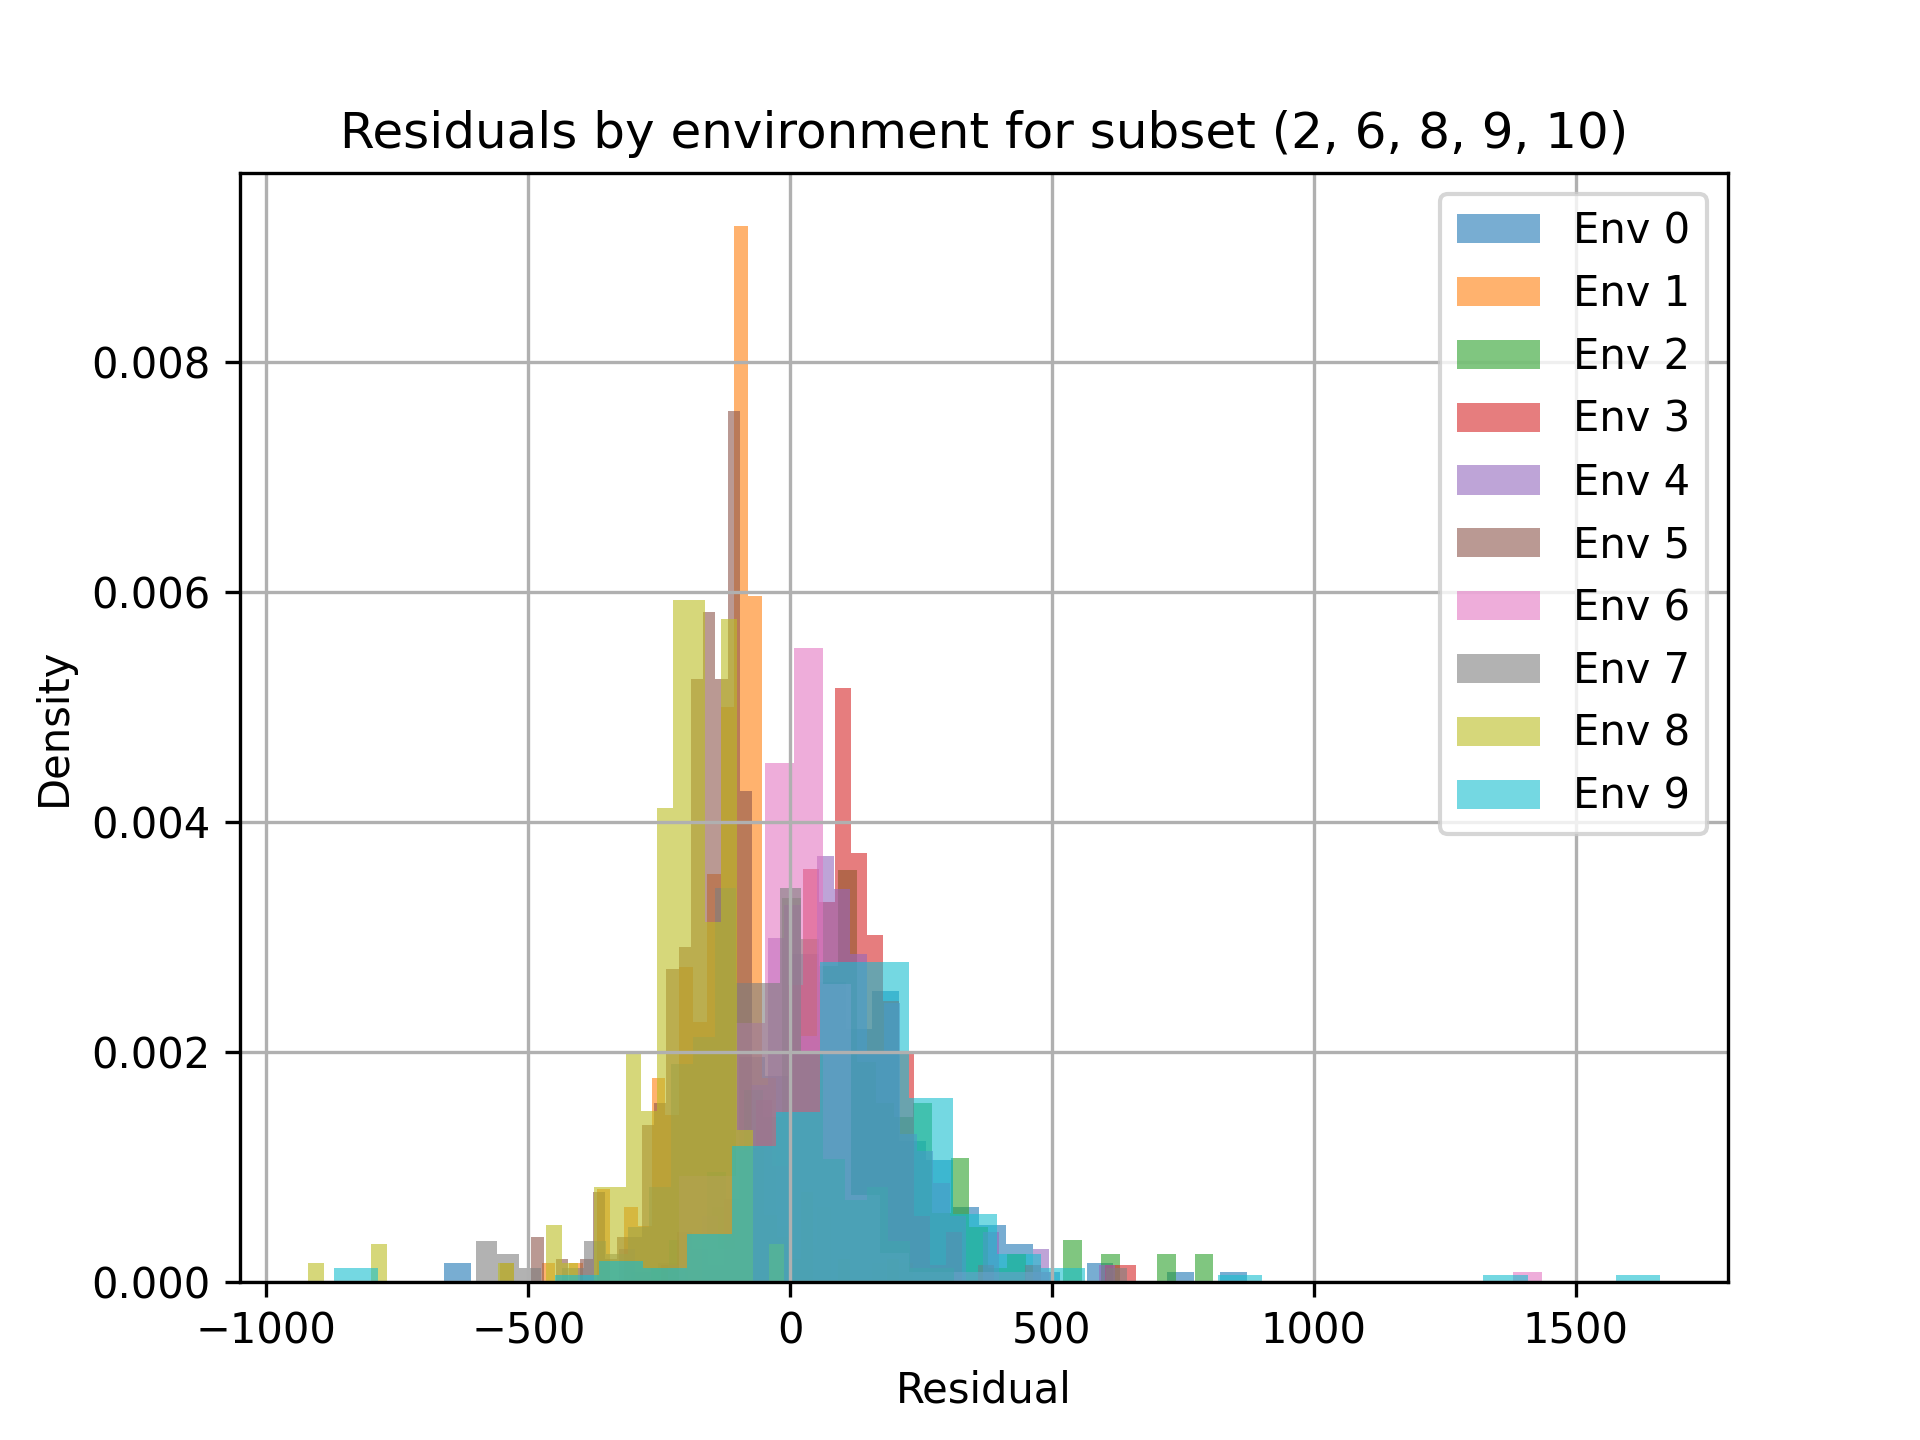 Residuals by environment for subset (2, 6, 8, 9, 10)
Env 0
Env 1
Env 2
Env 3
Env 4
Env 5
Env 6
Env 7
Env 8
Env 9
0.008
0.006
0.004
0.002
0.000
Density
−1000
−500
0
500
1000
1500
Residual